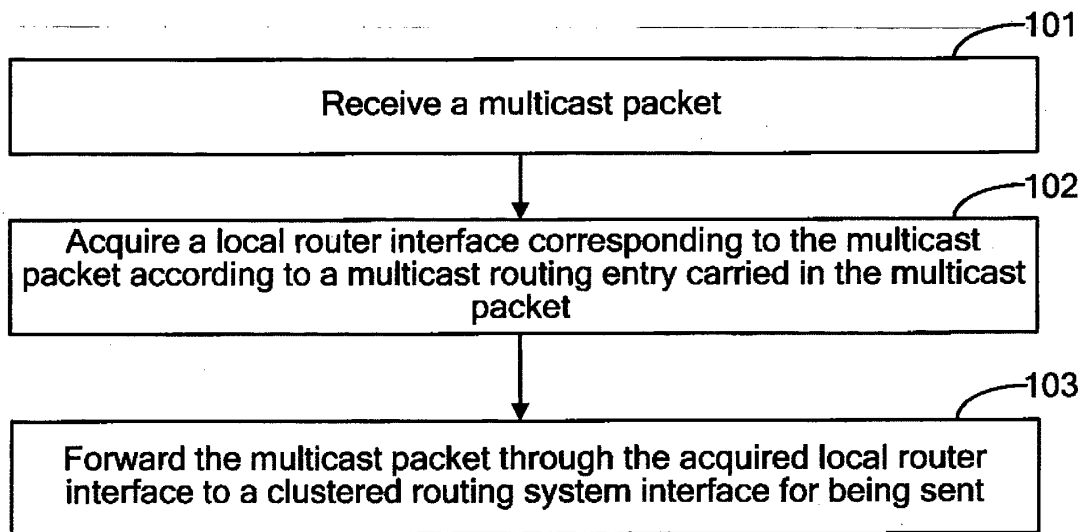 101
Receive a multicast packet
102
Acquire a local router interface corresponding to the multicast
packet according to a multicast routing entry carried in the multicast
packet
103
Forward the multicast packet through the acquired local router
interface to a clustered routing system interface for being sent